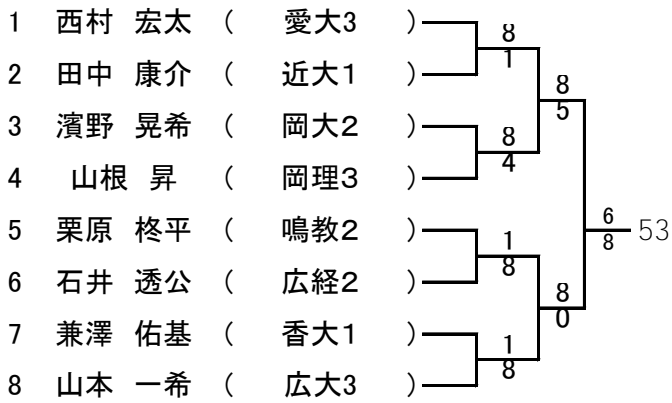 1 西村 宏太 ( 愛大3 )
8
1
2 田中 康介 ( 近大1 )
8
5
3 濱野 晃希 ( 岡大2 )
8
4
4 山根 昇 ( 岡理3 )
6
8
53
5 栗原 柊平 ( 鳴教2 )
1
8
6 石井 透公 ( 広経2 )
8
0
7 兼澤 佑基 ( 香大1 )
1
8
8 山本 一希 ( 広大3 )